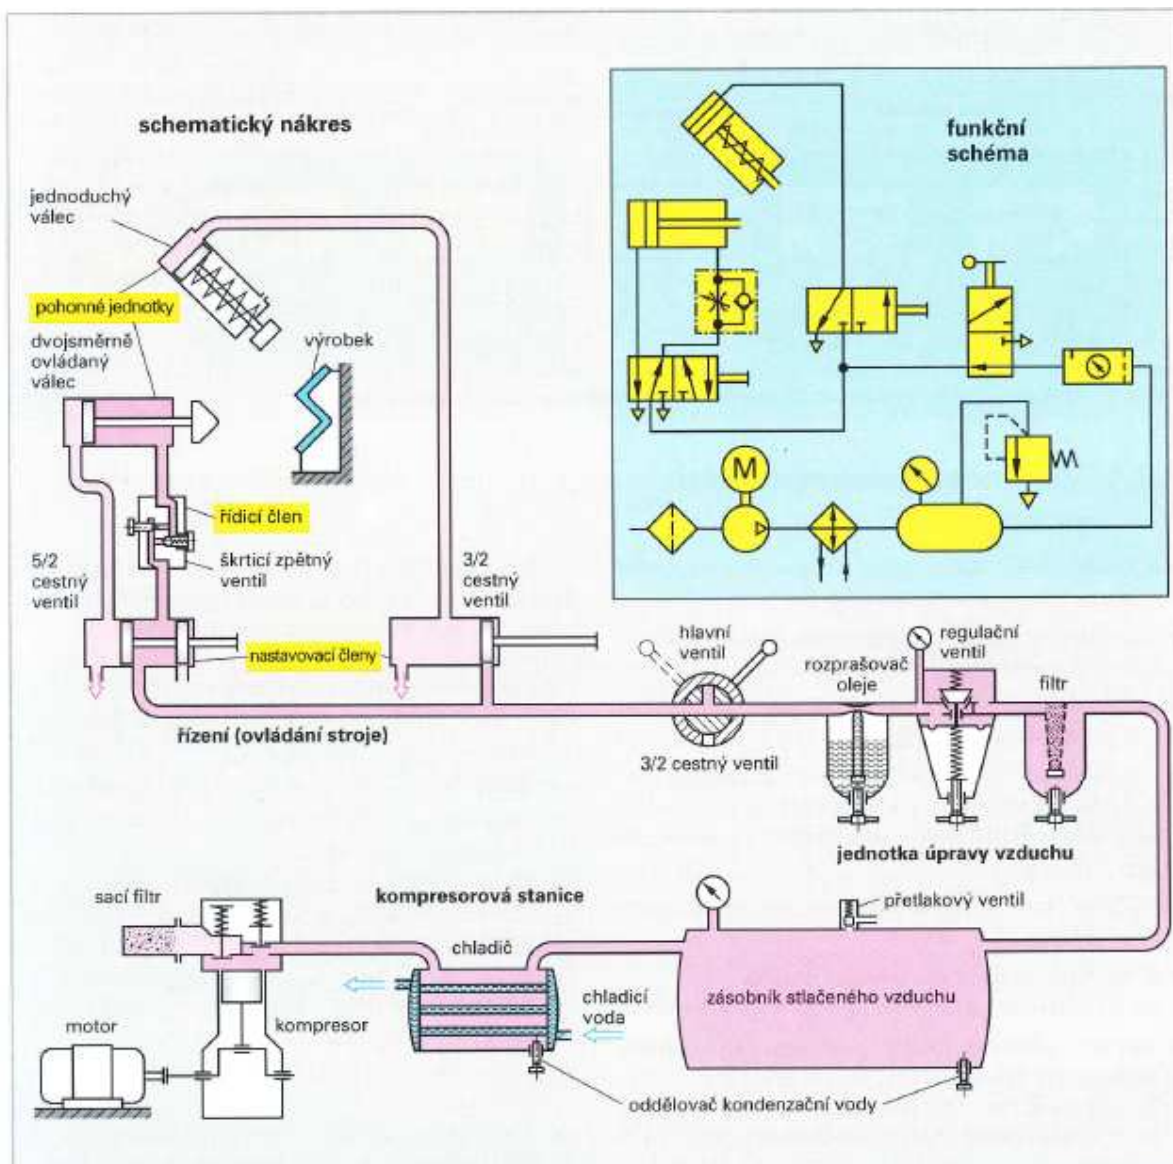 schematický nákres
funkční
schéma
jednoduchý
válec
pohonné jednotky
dvojsměrně
ovládaný
válec
výrobek
M
řídicí člen
5/2
cestný
ventil
škrticí zpětný
ventil
3/2
cestný
ventil
nastavovací členy
hlavní
ventil
rozprašovač
oleje
regulační
ventil
filtr
řízení (ovládání stroje)
3/2 cestný ventil
jednotka úpravy vzduchu
sací filtr
kompresorová stanice
přetlakový ventil
chladič
chladicí
voda
zásobník stlačeného vzduchu
motor
kompresor
oddělovač kondenzační vody